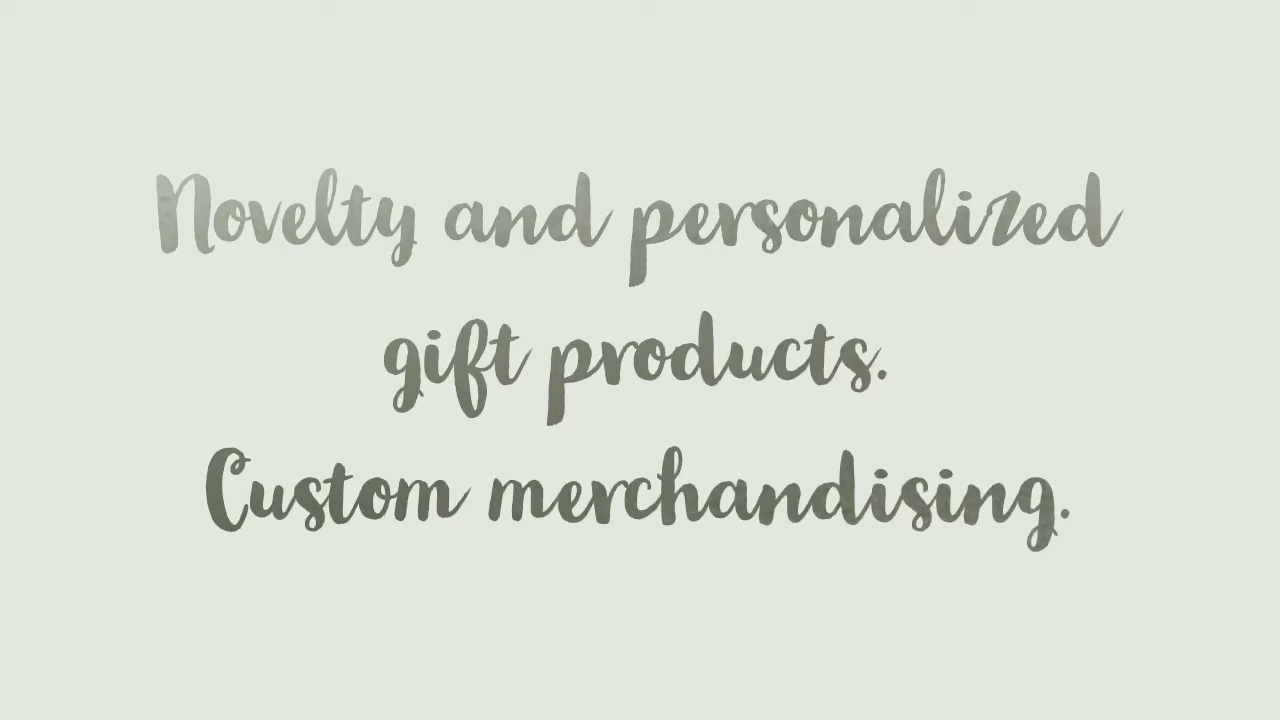 Novelty and personalized
gift products.
Custom merchandising.